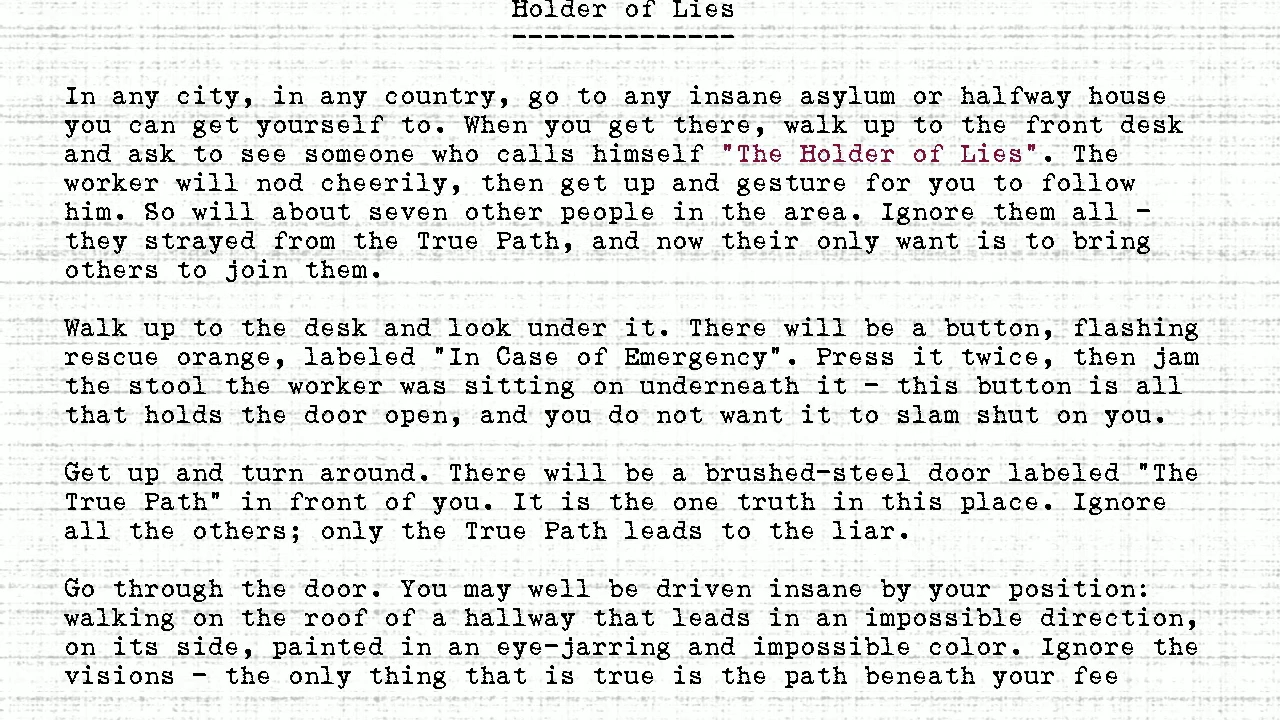 Holder of Lies
--------------
In any city, in any country, go to any insane asylum or halfway house
you can get yourself to. When you get there, walk up to the front desk
and ask to see someone who calls himself "The Holder of Lies". The
worker will nod cheerily, then get up and gesture for you to follow
him. So will about seven other people in the area. Ignore them all -
they strayed from the True Path, and now their only want is to bring
others to join them.
Walk up to the desk and look under it. There will be a button, flashing
rescue orange, labeled "In Case of Emergency". Press it twice, then jam
the stool the worker was sitting on underneath it - this button is all
that holds the door open, and you do not want it to slam shut on you.
Get up and turn around. There will be a brushed-steel door labeled "The
True Path" in front of you. It is the one truth in this place. Ignore
all the others; only the True Path leads to the liar.
Go through the door. You may well be driven insane by your position:
walking on the roof of a hallway that leads in an impossible direction,
on its side, painted in an eye-jarring and impossible color. Ignore the
visions - the only thing that is true is the path beneath your fee